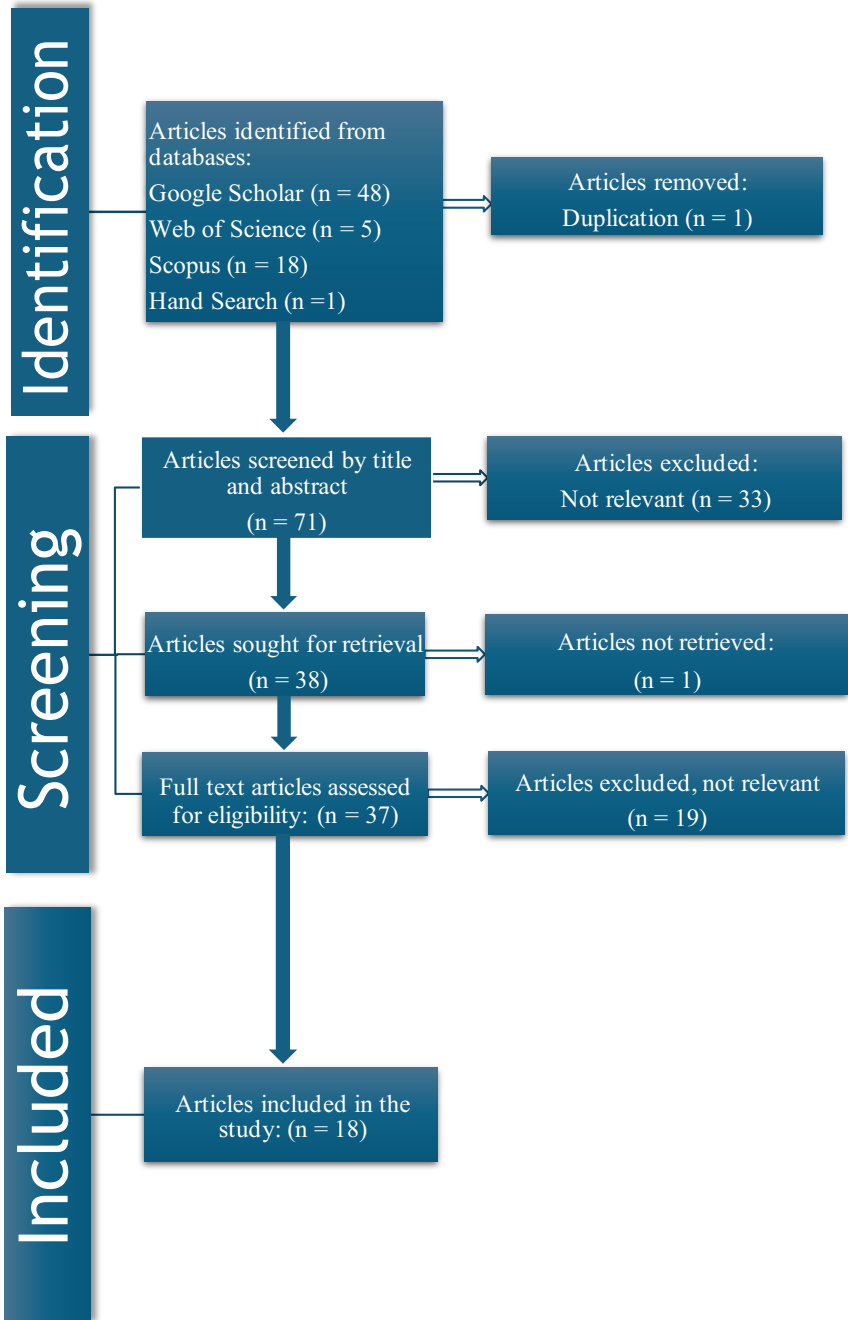 Identification
Articles identified from
databases:
Google Scholar (n = 48)
Web of Science (n = 5)
Scopus (n = 18)
Hand Search (n =1)
Articles removed:
Duplication (n = 1)
Screening
Articles screened by title
and abstract
(n = 71)
Articles excluded:
Not relevant (n = 33)
Articles sought for retrieval
(n = 38)
Articles not retrieved:
(n = 1)
Full text articles assessed
for eligibility: (n = 37)
Articles excluded, not relevant
(n = 19)
Included
Articles included in the
study: (n = 18)